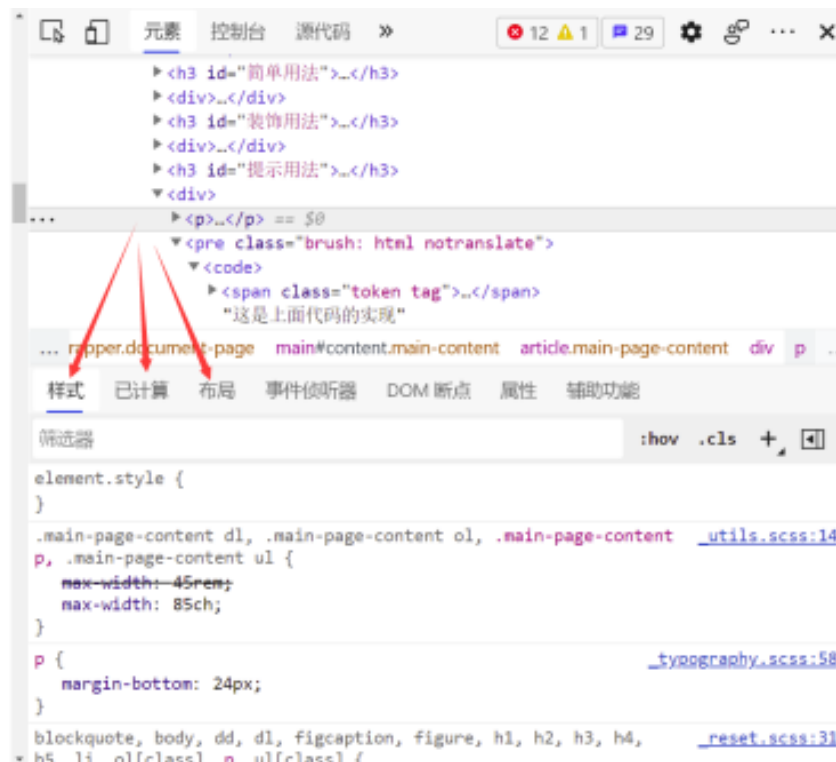 元素 控制台 源代码 » 12 1 29 ··· ×
▶<h3 id="简单用法">…</h3>
▶<div>…</div>
▶<h3 id="装饰用法">…</h3>
▶<div>…</div>
▶<h3 id="提示用法">…</h3>
▼<div>
··· ▶<p>…</p> == $0
▼<pre class="brush: html notranslate">
▼<code>
▶<span class="token tag">…</span>
"这是上面代码的实现"
… rapper.document-page main#content.main-content article.main-page-content div p
样式 已计算 布局 事件侦听器 DOM 断点 属性 辅助功能
筛选器 :hov .cls +
element.style {
}
.main-page-content dl, .main-page-content ol, .main-page-content _utils.scss:14
p, .main-page-content ul {
max-width: 45rem;
max-width: 85ch;
}
p { _typography.scss:58
margin-bottom: 24px;
}
blockquote, body, dd, dl, figcaption, figure, h1, h2, h3, h4, _reset.scss:31
h5, li, ol[class], p, ul[class] {